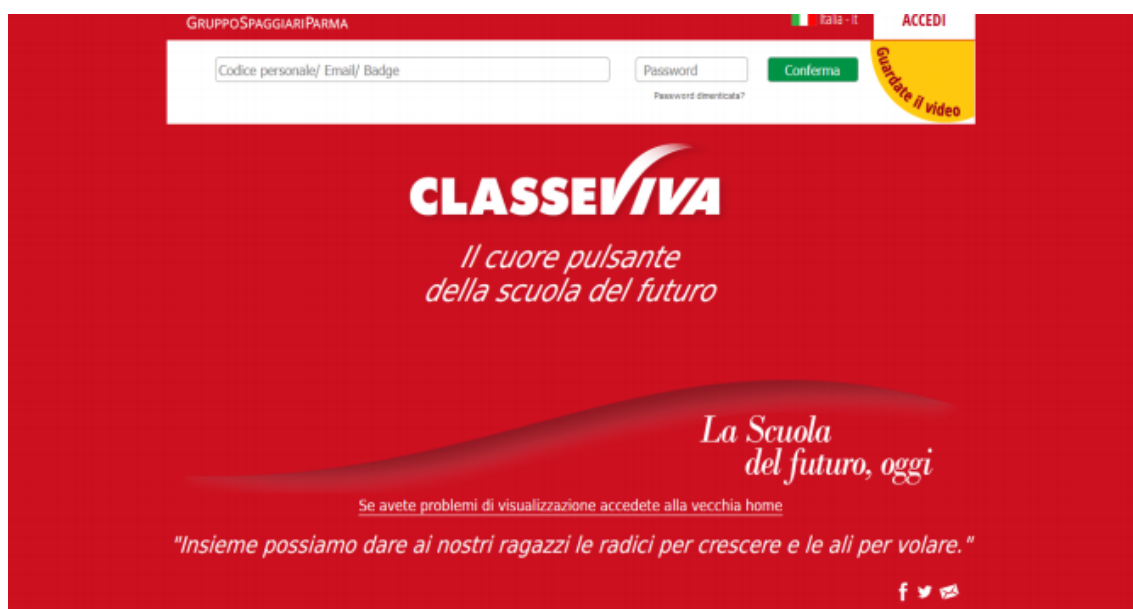 GRUPPOSPAGGIARIPARMA
Italia - it
ACCEDI
Codice personale/ Email/ Badge
Password
Conferma
Password dimenticata?
Guardate il video
CLASSEVIVA
Il cuore pulsante
della scuola del futuro
La Scuola
del futuro, oggi
Se avete problemi di visualizzazione accedete alla vecchia home
"Insieme possiamo dare ai nostri ragazzi le radici per crescere e le ali per volare."